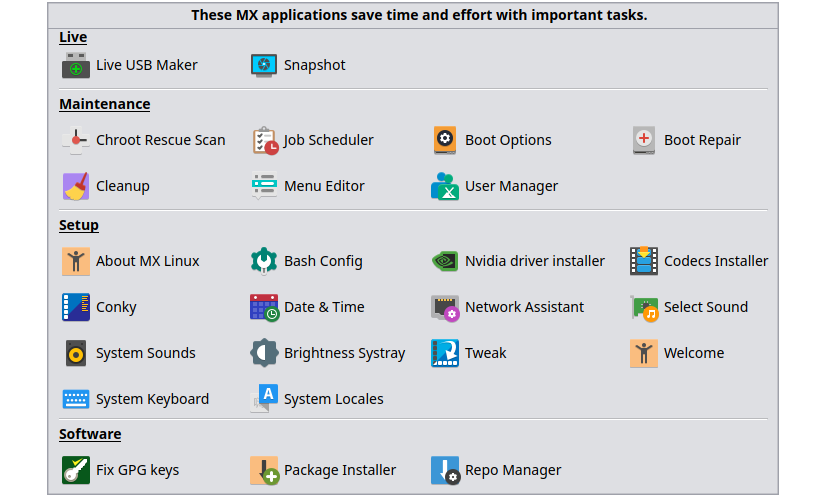 These MX applications save time and effort with important tasks.
Live
Live USB Maker Snapshot
Maintenance
Chroot Rescue Scan Job Scheduler Boot Options Boot Repair
Cleanup Menu Editor User Manager
Setup
About MX Linux Bash Config Nvidia driver installer Codecs Installer
Conky Date & Time Network Assistant Select Sound
System Sounds Brightness Systray Tweak Welcome
System Keyboard System Locales
Software
Fix GPG keys Package Installer Repo Manager